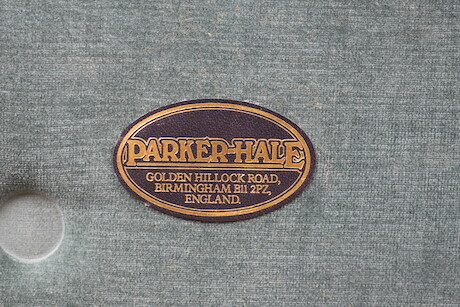 PARKER-HALE
GOLDEN HILLOCK ROAD,
BIRMINGHAM B11 2PZ,
ENGLAND.